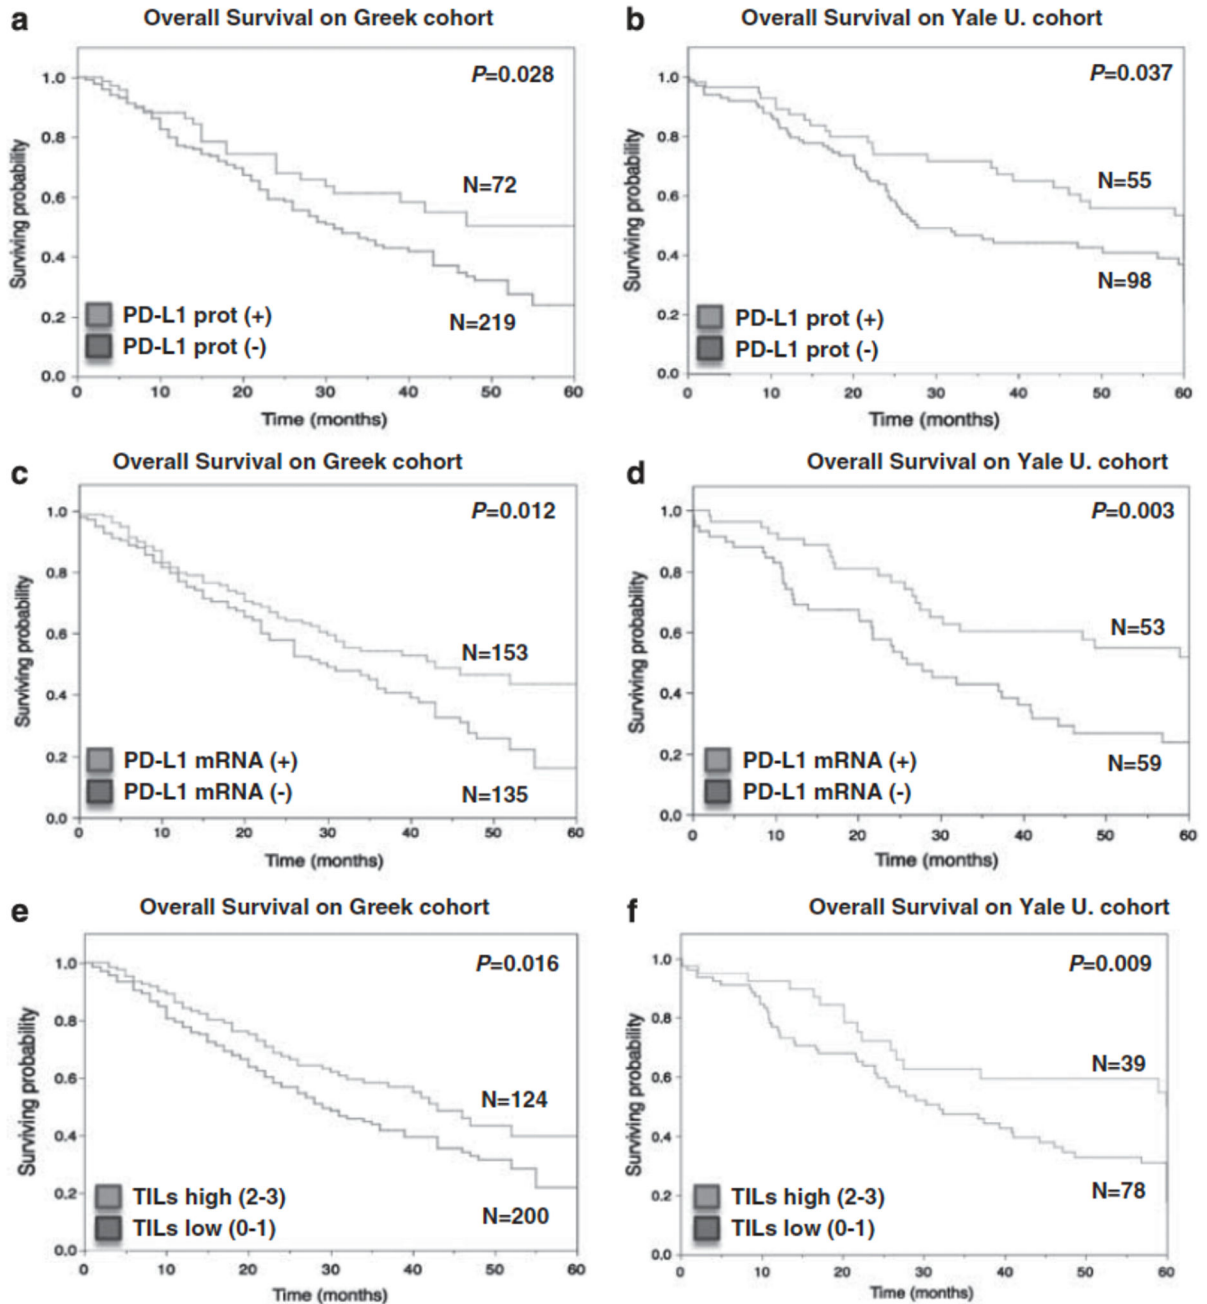 a
Overall Survival on Greek cohort
1.0
0.8
0.6
0.4
0.2
0.0
Surviving probability
P=0.028
N=72
N=219
PD-L1 prot (+)
PD-L1 prot (-)
0 10 20 30 40 50 60
Time (months)
b
Overall Survival on Yale U. cohort
1.0
0.8
0.6
0.4
0.2
0.0
Surviving probability
P=0.037
N=55
N=98
PD-L1 prot (+)
PD-L1 prot (-)
0 10 20 30 40 50 60
Time (months)
c
Overall Survival on Greek cohort
1.0
0.8
0.6
0.4
0.2
0.0
Surviving probability
P=0.012
N=153
PD-L1 mRNA (+)
PD-L1 mRNA (-)
N=135
0 10 20 30 40 50 60
Time (months)
d
Overall Survival on Yale U. cohort
1.0
0.8
0.6
0.4
0.2
0.0
Surviving probability
P=0.003
N=53
PD-L1 mRNA (+)
N=59
PD-L1 mRNA (-)
0 10 20 30 40 50 60
Time (months)
e
Overall Survival on Greek cohort
1.0
0.8
0.6
0.4
0.2
0.0
Surviving probability
P=0.016
N=124
TILs high (2-3)
N=200
TILs low (0-1)
0 10 20 30 40 50 60
Time (months)
f
Overall Survival on Yale U. cohort
1.0
0.8
0.6
0.4
0.2
0.0
Surviving probability
P=0.009
N=39
N=78
TILs high (2-3)
TILs low (0-1)
0 10 20 30 40 50 60
Time (months)